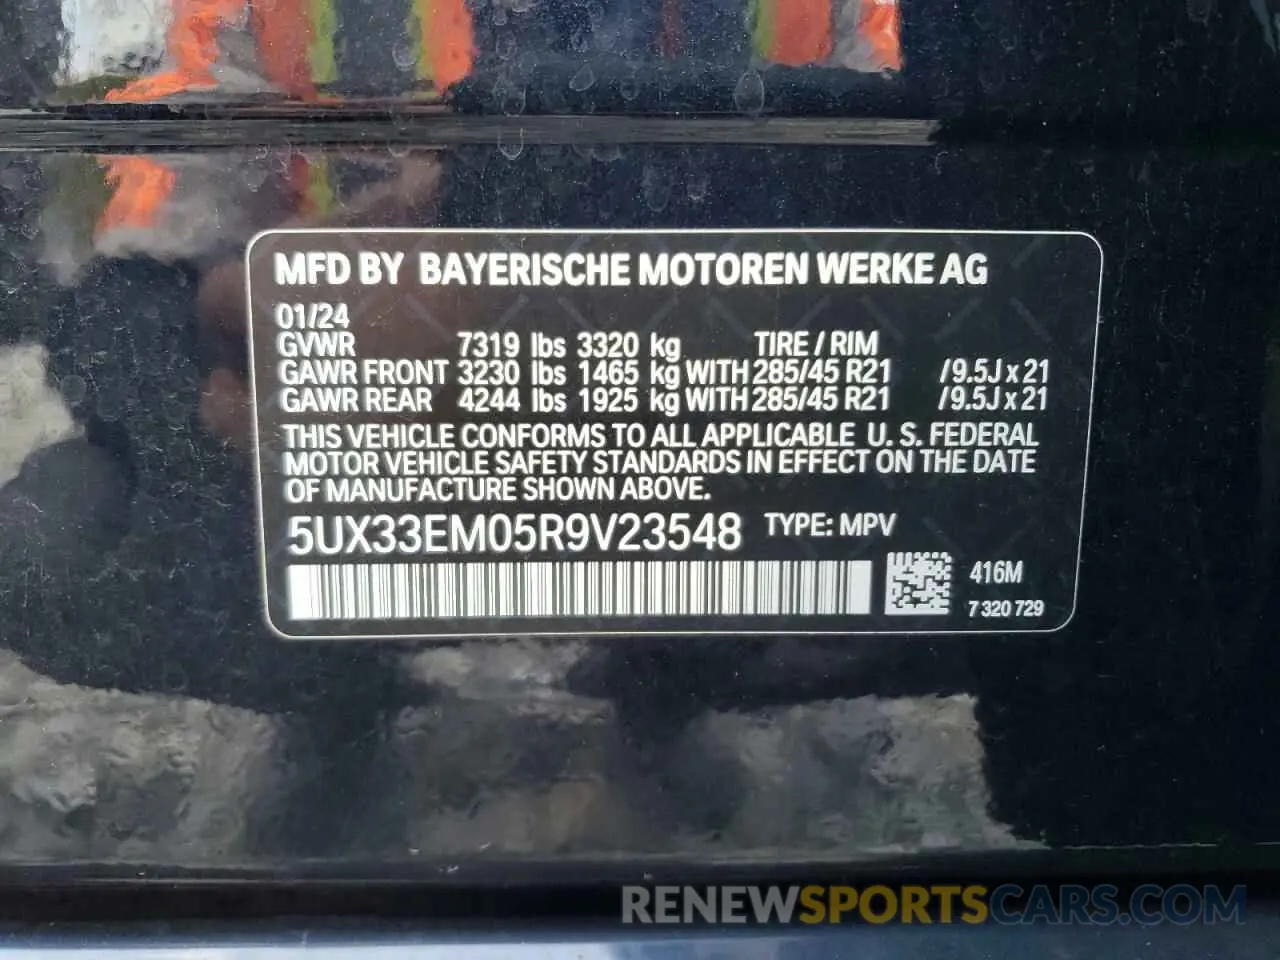 MFD BY BAYERISCHE MOTOREN WERKE AG
01/24
GVWR 7319 lbs 3320 kg TIRE / RIM
GAWR FRONT 3230 lbs 1465 kg WITH 285/45 R21 /9.5J x 21
GAWR REAR 4244 lbs 1925 kg WITH 285/45 R21 /9.5J x 21
THIS VEHICLE CONFORMS TO ALL APPLICABLE U. S. FEDERAL
MOTOR VEHICLE SAFETY STANDARDS IN EFFECT ON THE DATE
OF MANUFACTURE SHOWN ABOVE.
5UX33EM05R9V23548 TYPE: MPV
416M
7 320 729
RENEWSPORTSCARS.COM